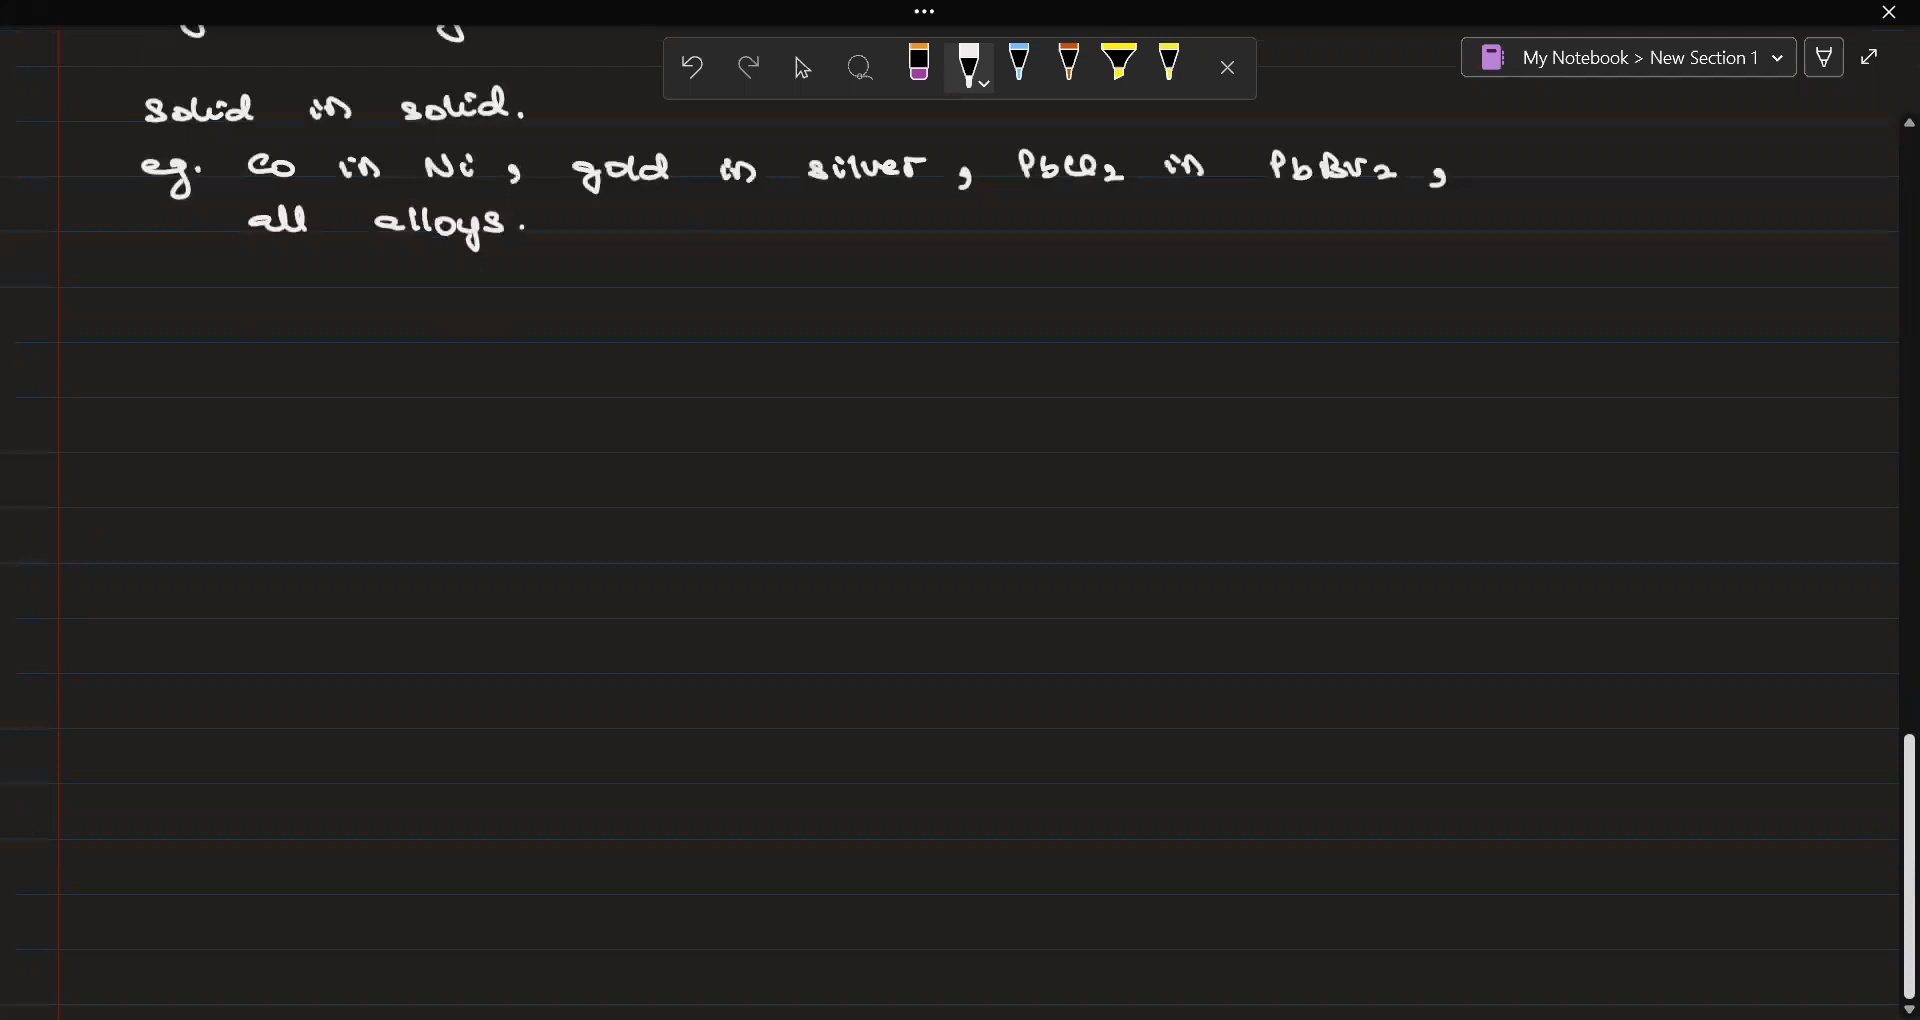 My Notebook > New Section 1
solid in solid.
eg. Co in Ni, gold in silver, PbCl2 in PbBr2,
all alloys.